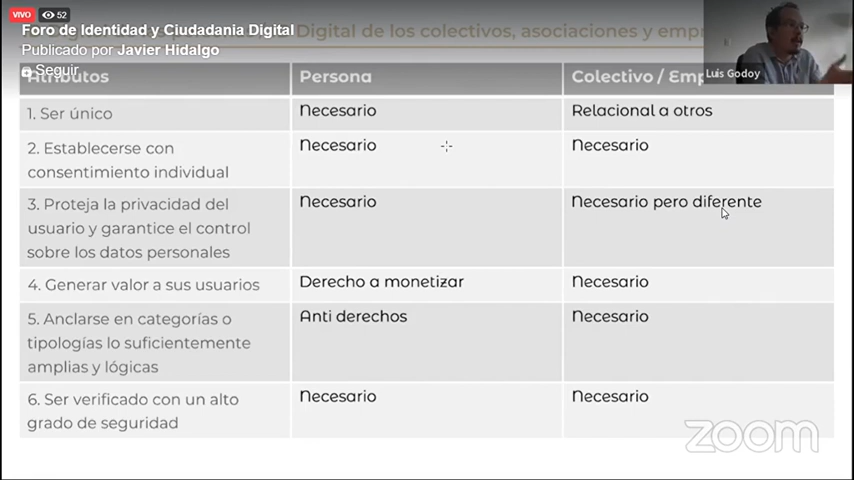 VIVO 52
Foro de Identidad y Ciudadania Digital
Digital de los colectivos, asociaciones y emp
Publicado por Javier Hidalgo
Seguir
Luis Godoy
Atributos Persona Colectivo / Emp
1. Ser único Necesario Relacional a otros
2. Establecerse con Necesario Necesario
consentimiento individual
3. Proteja la privacidad del Necesario Necesario pero diferente
usuario y garantice el control
sobre los datos personales
4. Generar valor a sus usuarios Derecho a monetizar Necesario
5. Anclarse en categorías o Anti derechos Necesario
tipologías lo suficientemente
amplias y lógicas
6. Ser verificado con un alto Necesario Necesario
grado de seguridad
zoom